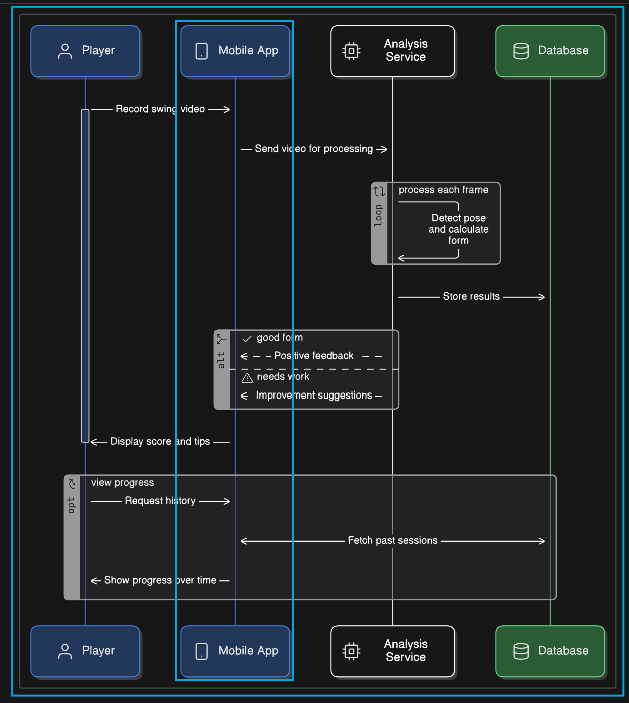 Player
Mobile App
Analysis
Service
Database
Record swing video
Send video for processing
loop
process each frame
Detect pose
and calculate
form
Store results
alt
good form
Positive feedback
needs work
Improvement suggestions
Display score and tips
opt
view progress
Request history
Fetch past sessions
Show progress over time
Player
Mobile App
Analysis
Service
Database